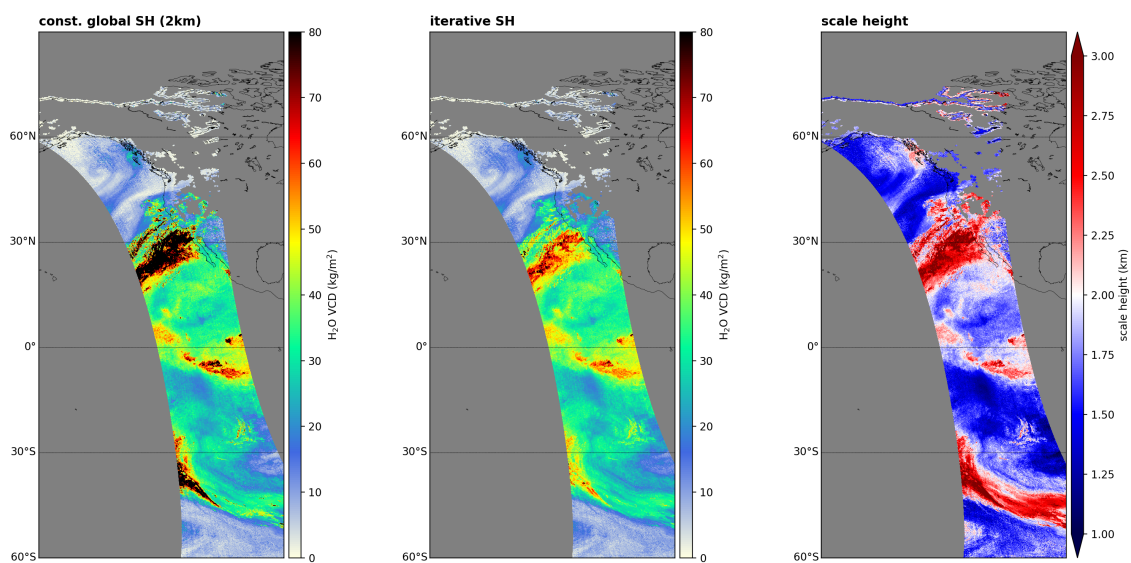 const. global SH (2km)
iterative SH
scale height
60°N
30°N
0°
30°S
60°S
80
70
60
50
40
30
20
10
0
H₂O VCD (kg/m²)
60°N
30°N
0°
30°S
60°S
80
70
60
50
40
30
20
10
0
H₂O VCD (kg/m²)
60°N
30°N
0°
30°S
60°S
3.00
2.75
2.50
2.25
2.00
1.75
1.50
1.25
1.00
scale height (km)